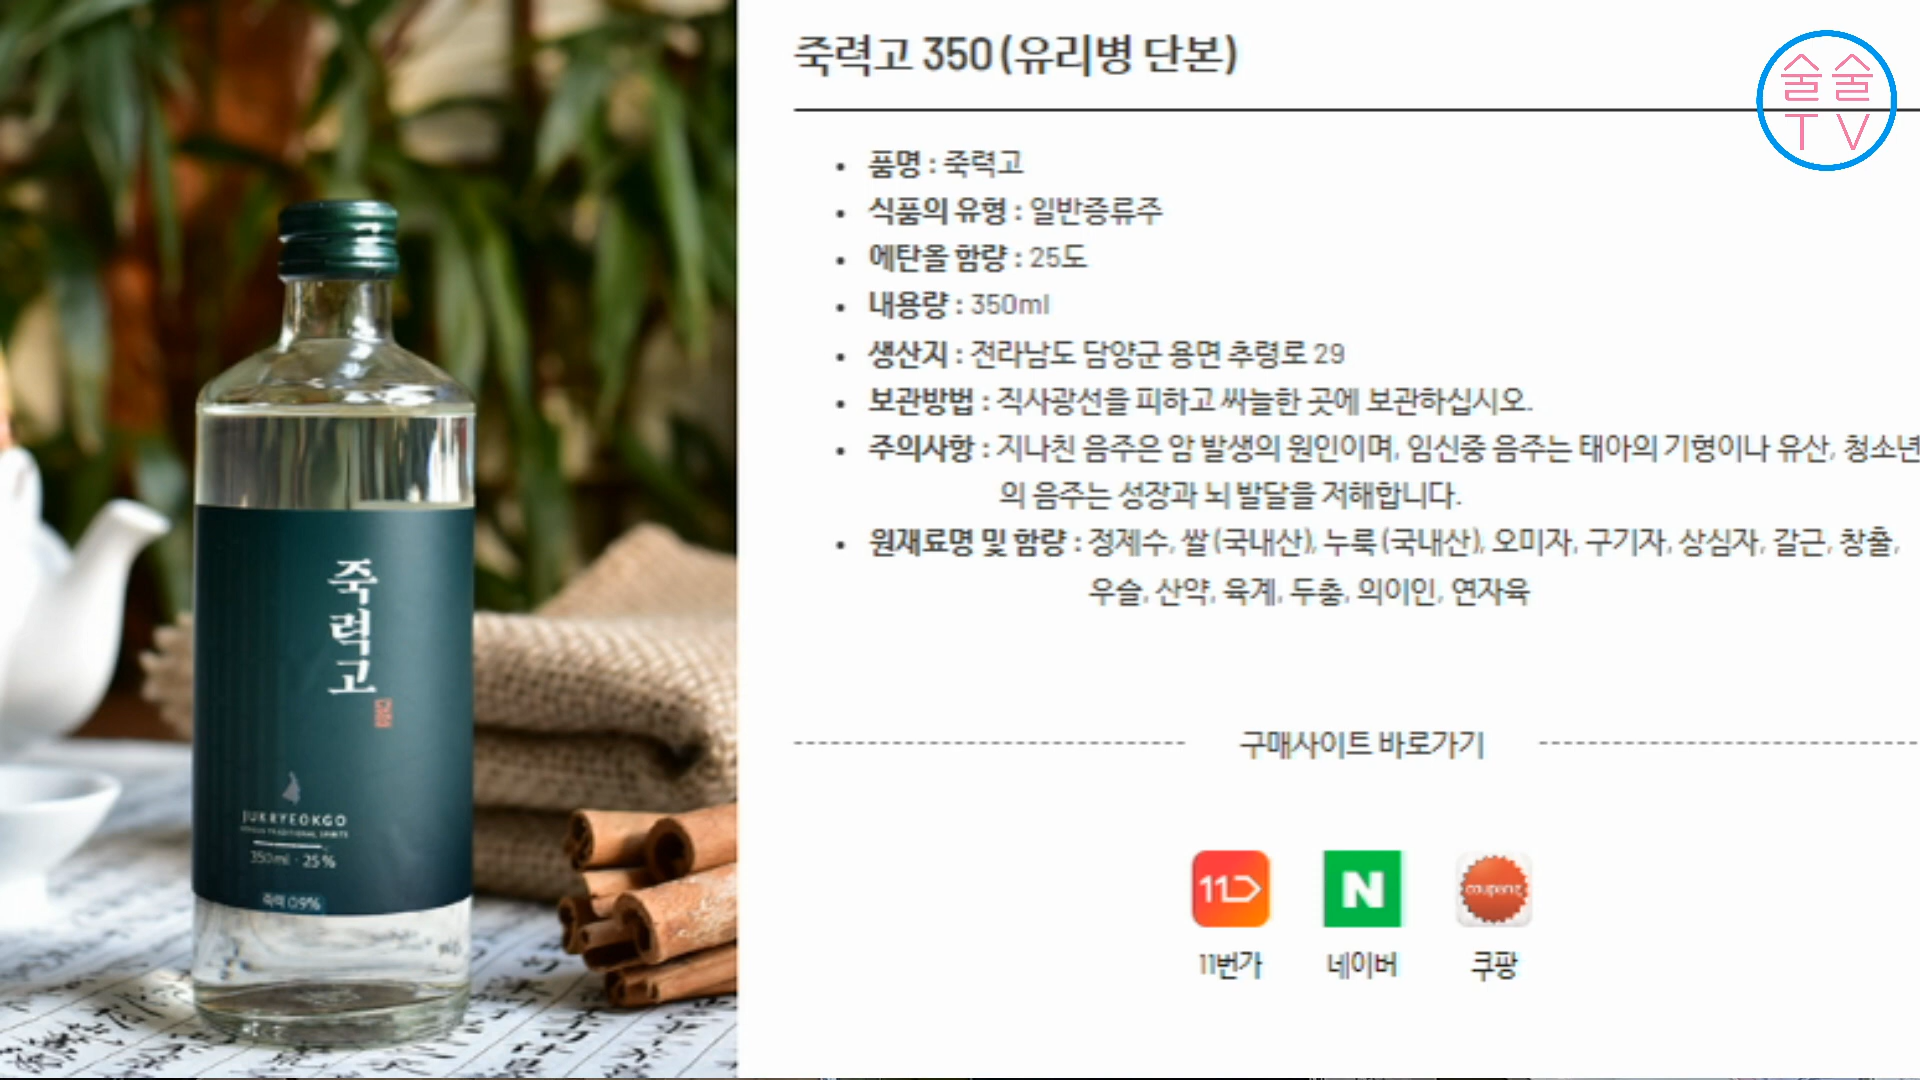 죽력고 350 (유리병 단본)
술술
TV
품명 : 죽력고
식품의 유형 : 일반증류주
에탄올 함량 : 25도
내용량 : 350ml
생산지 : 전라남도 담양군 용면 추령로 29
보관방법 : 직사광선을 피하고 싸늘한 곳에 보관하십시오.
주의사항 : 지나친 음주은 암 발생의 원인이며, 임신중 음주는 태아의 기형이나 유산, 청소년
의 음주는 성장과 뇌 발달을 저해합니다.
원재료명 및 함량 : 정제수, 쌀 (국내산), 누룩 (국내산), 오미자, 구기자, 상심자, 갈근, 창출,
우슬, 산약, 육계, 두충, 의이인, 연자육
구매사이트 바로가기
11
N
coupang
11번가
네이버
쿠팡
죽력고
JUKRYEOKGO
350ml · 25%
죽력 0.9%